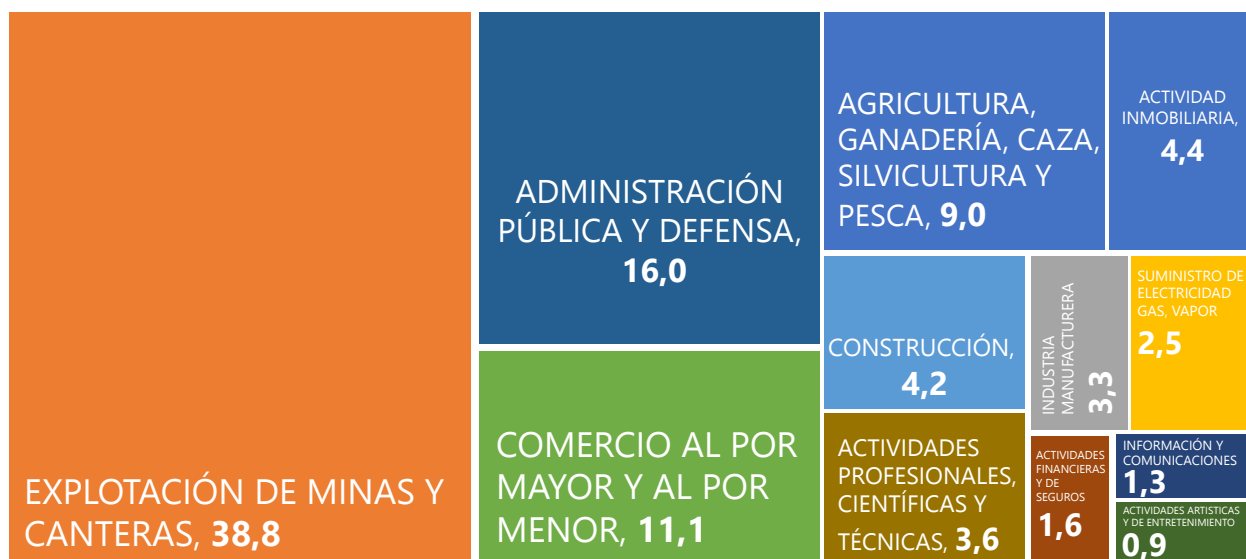 EXPLOTACIÓN DE MINAS Y
CANTERAS, 38,8
ADMINISTRACIÓN
PÚBLICA Y DEFENSA,
16,0
COMERCIO AL POR
MAYOR Y AL POR
MENOR, 11,1
AGRICULTURA,
GANADERÍA, CAZA,
SILVICULTURA Y
PESCA, 9,0
ACTIVIDAD
INMOBILIARIA,
4,4
CONSTRUCCIÓN,
4,2
INDUSTRIA
MANUFACTURERA
3,3
SUMINISTRO DE
ELECTRICIDAD
GAS, VAPOR
2,5
ACTIVIDADES
PROFESIONALES,
CIENTÍFICAS Y
TÉCNICAS, 3,6
ACTIVIDADES
FINANCIERAS
Y DE
SEGUROS
1,6
INFORMACIÓN Y
COMUNICACIONES
1,3
ACTIVIDADES ARTISTICAS
Y DE ENTRETENIMIENTO
0,9